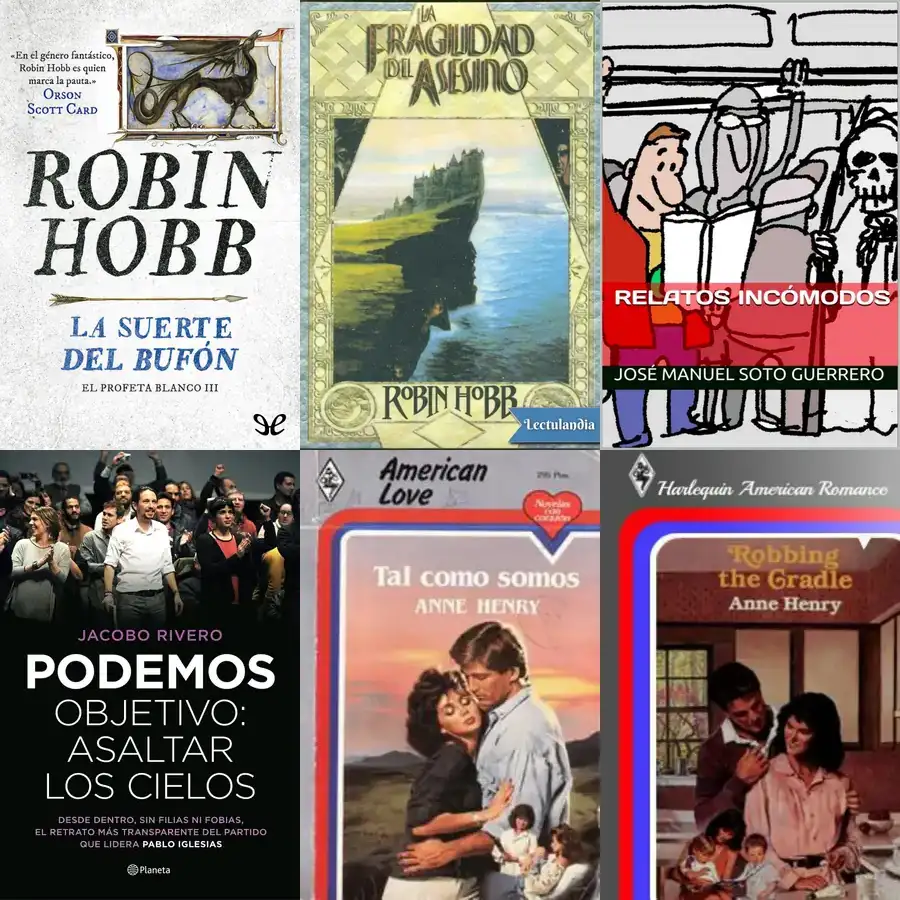 «En el género fantástico,
Robin Hobb es quien
marca la pauta.»
ORSON
SCOTT CARD
ROBIN
HOBB
LA SUERTE
DEL BUFÓN
EL PROFETA BLANCO III
LA
FRAGILIDAD
DEL
ASESINO
ROBIN HOBB
Lectulandia
RELATOS INCÓMODOS
JOSÉ MANUEL SOTO GUERRERO
JACOBO RIVERO
PODEMOS
OBJETIVO:
ASALTAR
LOS CIELOS
DESDE DENTRO, SIN FILIAS NI FOBIAS,
EL RETRATO MÁS TRANSPARENTE DEL PARTIDO
QUE LIDERA PABLO IGLESIAS
Planeta
American
Love
295 Ptas.
Novelas
con
corazón
Tal como somos
ANNE HENRY
Harlequin American Romance
Robbing
the Cradle
Anne Henry